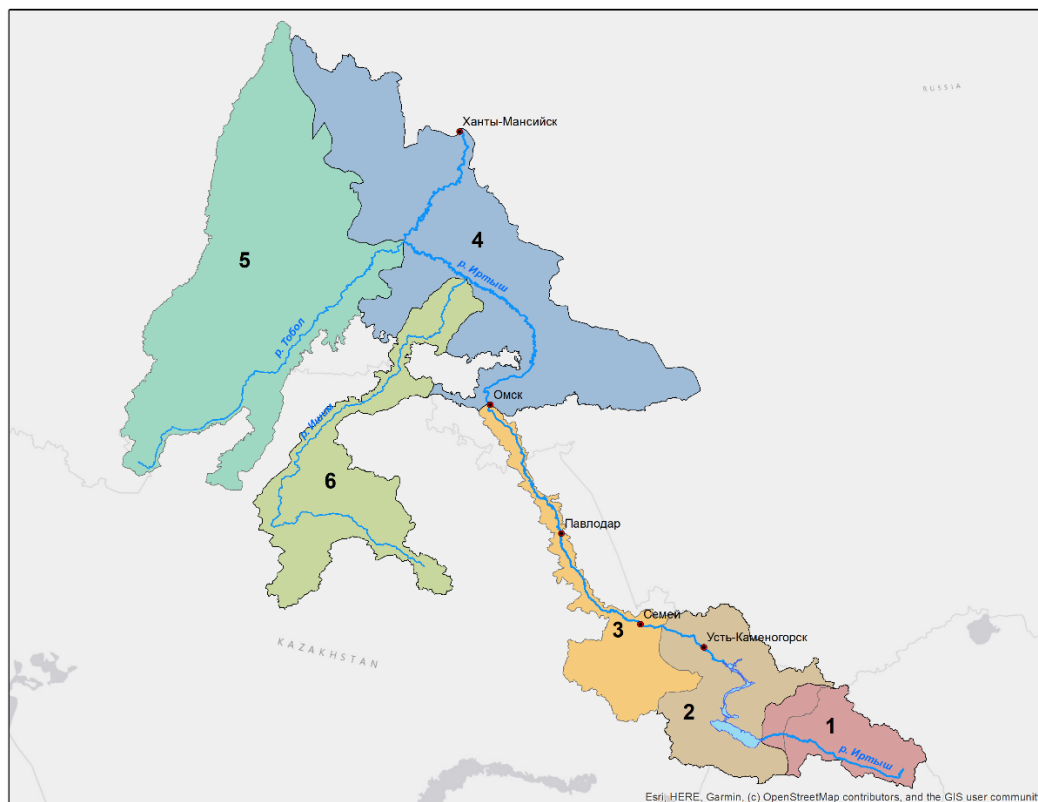 RUSSIA
Ханты-Мансийск
4
5
р. Иртыш
р. Тобол
Омск
р. Ишим
6
Павлодар
Семей
3
Усть-Каменогорск
KAZAKHSTAN
2
1
р. Иртыш
Esri, HERE, Garmin, (c) OpenStreetMap contributors, and the GIS user community